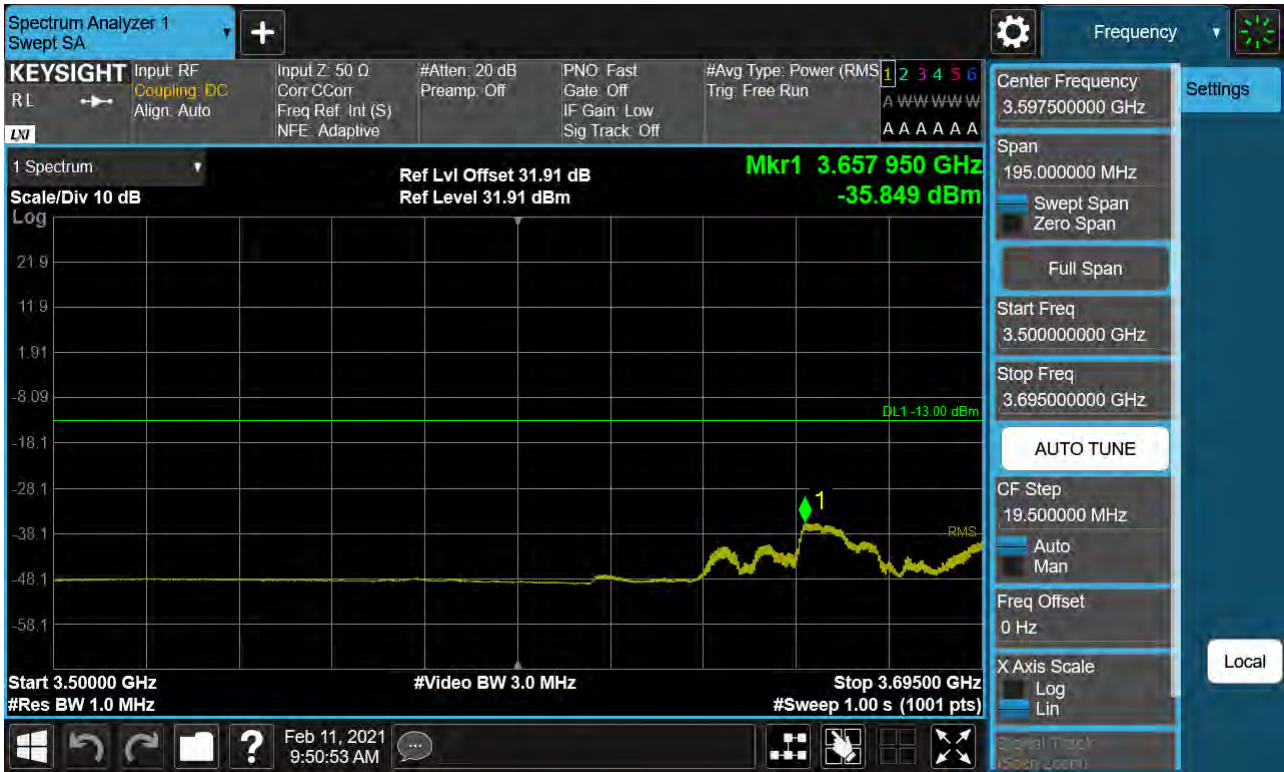 Spectrum Analyzer 1
Swept SA
+
Frequency
KEYSIGHT
RL
LXI
Input: RF
Coupling: DC
Align: Auto
Input Z: 50 Ω
Corr CCorr
Freq Ref: Int (S)
NFE: Adaptive
#Atten: 20 dB
Preamp: Off
PNO: Fast
Gate: Off
IF Gain: Low
Sig Track: Off
#Avg Type: Power (RMS
Trig: Free Run
1 2 3 4 5 6
A W W W W W
A A A A A A
1 Spectrum
Scale/Div 10 dB
Log
Ref Lvl Offset 31.91 dB
Ref Level 31.91 dBm
Mkr1 3.657 950 GHz
-35.849 dBm
21.9
11.9
1.91
-8.09
DL1 -13.00 dBm
-18.1
-28.1
1
-38.1
RMS
-48.1
-58.1
Start 3.50000 GHz
#Video BW 3.0 MHz
Stop 3.69500 GHz
#Res BW 1.0 MHz
#Sweep 1.00 s (1001 pts)
Center Frequency
3.597500000 GHz
Settings
Span
195.000000 MHz
Swept Span
Zero Span
Full Span
Start Freq
3.500000000 GHz
Stop Freq
3.695000000 GHz
AUTO TUNE
CF Step
19.500000 MHz
Auto
Man
Freq Offset
0 Hz
X Axis Scale
Log
Lin
Local
Signal Track
(Span Zoom)
?
Feb 11, 2021
9:50:53 AM